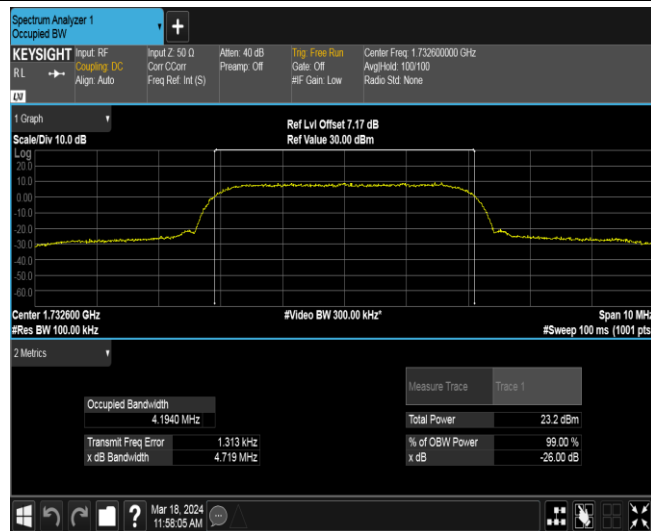 Spectrum Analyzer 1
Occupied BW
+
KEYSIGHT
RL
LXI
Input: RF
Coupling: DC
Align: Auto
Input Z: 50 Ω
Corr CCorr
Freq Ref: Int (S)
Atten: 40 dB
Preamp: Off
Trig: Free Run
Gate: Off
#IF Gain: Low
Center Freq: 1.732600000 GHz
Avg|Hold: 100/100
Radio Std: None
1 Graph
Scale/Div 10.0 dB
Ref Lvl Offset 7.17 dB
Ref Value 30.00 dBm
Log
20.0
10.0
0.00
-10.0
-20.0
-30.0
-40.0
-50.0
-60.0
Center 1.732600 GHz
#Res BW 100.00 kHz
#Video BW 300.00 kHz*
Span 10 MHz
#Sweep 100 ms (1001 pts
2 Metrics
Measure Trace Trace 1
Occupied Bandwidth
4.1940 MHz
Total Power 23.2 dBm
Transmit Freq Error 1.313 kHz
% of OBW Power 99.00 %
x dB Bandwidth 4.719 MHz
x dB -26.00 dB
?
Mar 18, 2024
11:58:05 AM